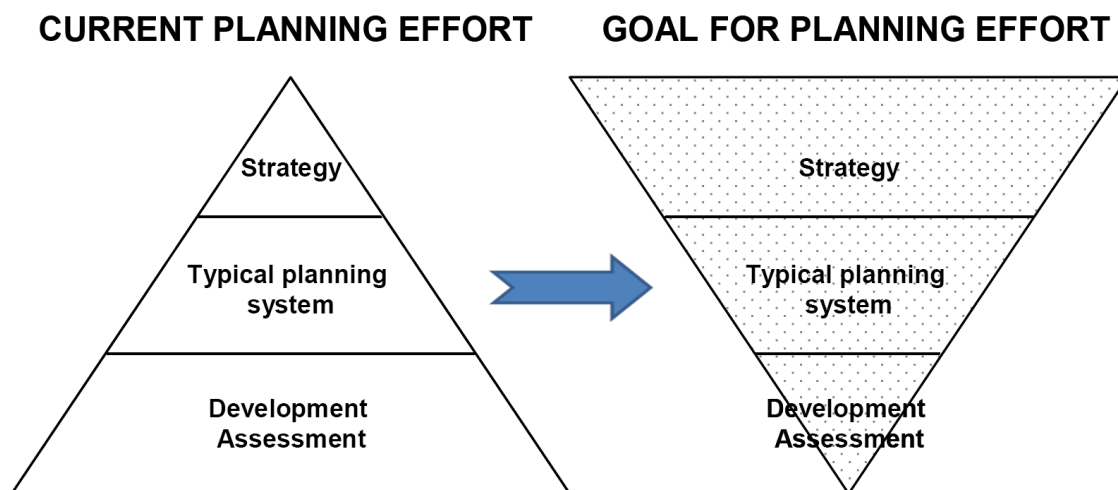 CURRENT PLANNING EFFORT
Strategy
Typical planning
system
Development
Assessment
GOAL FOR PLANNING EFFORT
Strategy
Typical planning
system
Development
Assessment